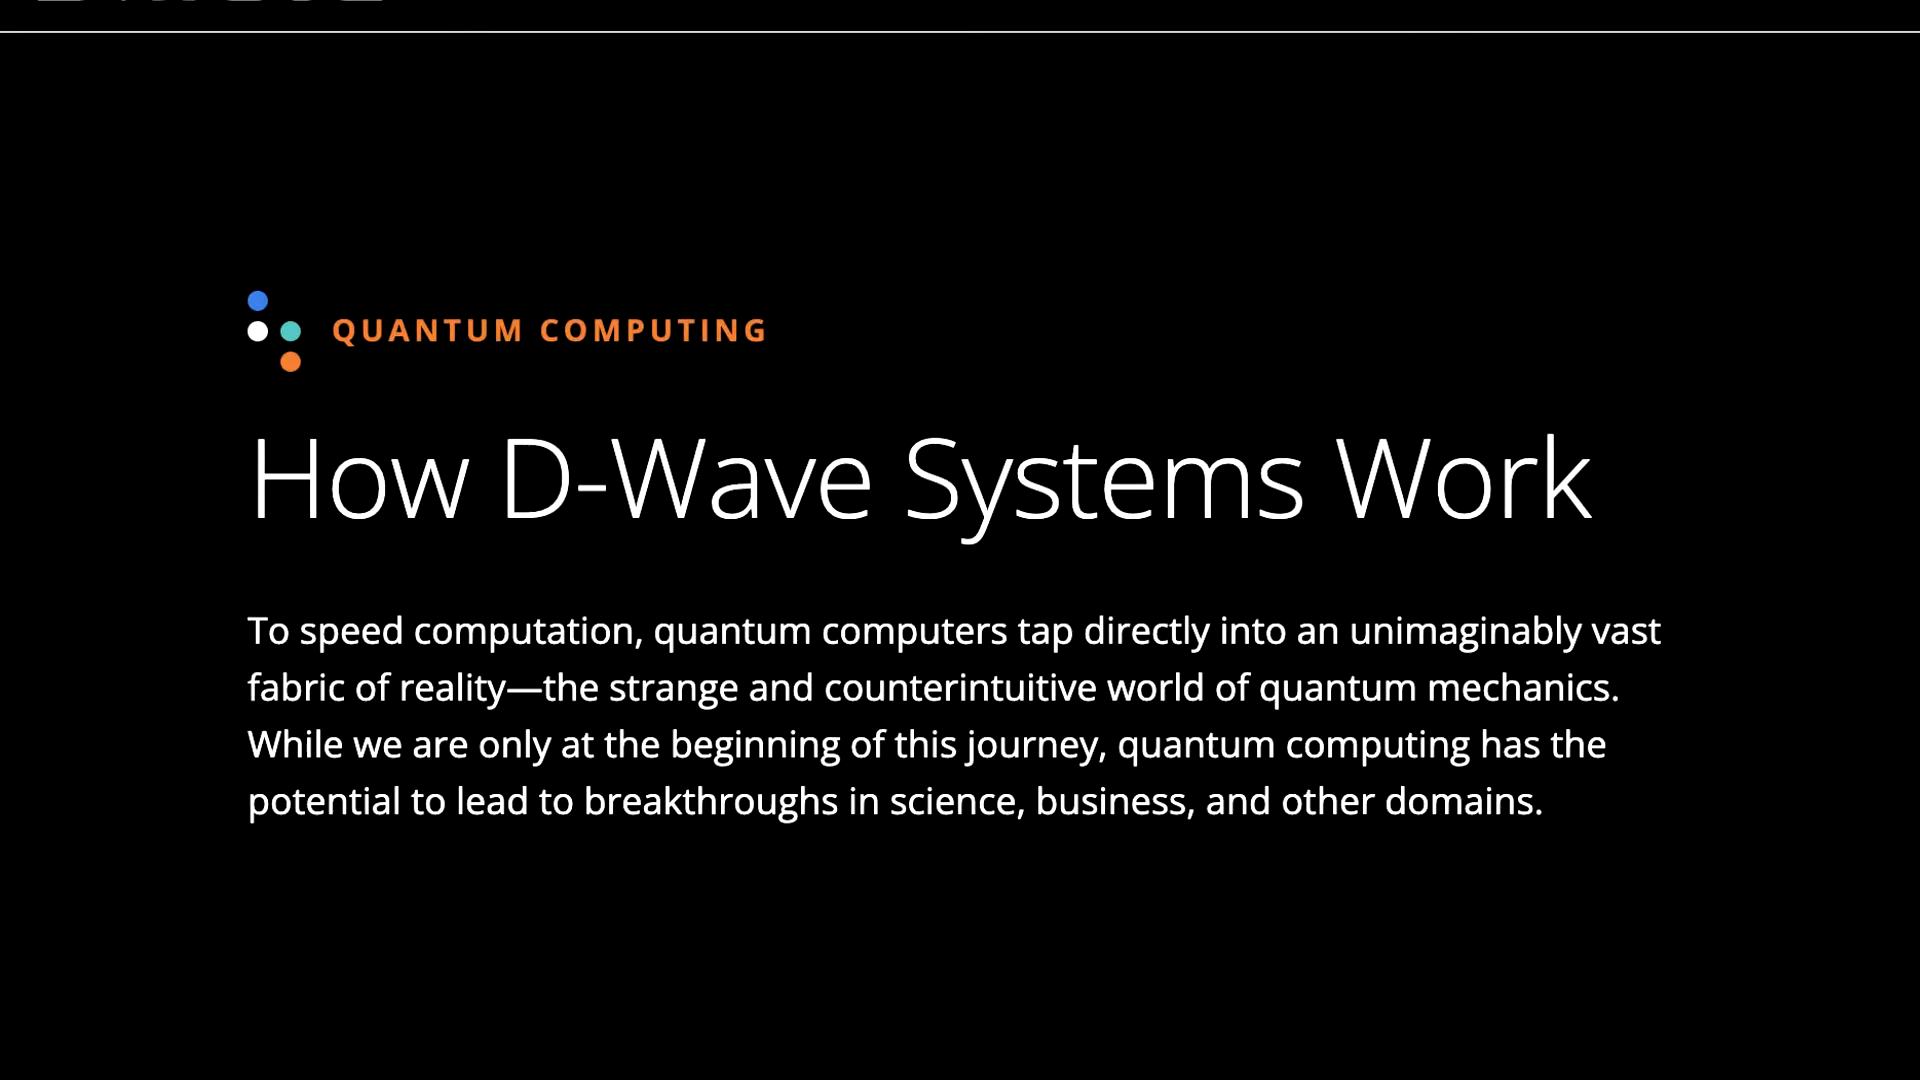 QUANTUM COMPUTING
How D-Wave Systems Work
To speed computation, quantum computers tap directly into an unimaginably vast
fabric of reality—the strange and counterintuitive world of quantum mechanics.
While we are only at the beginning of this journey, quantum computing has the
potential to lead to breakthroughs in science, business, and other domains.